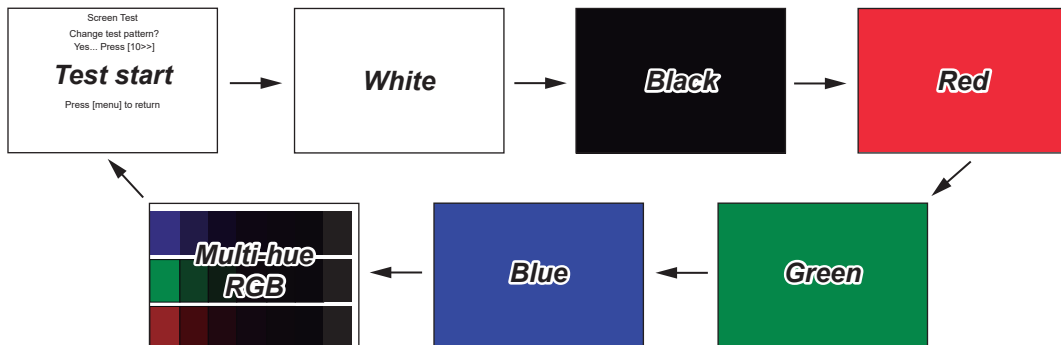 Screen Test
Change test pattern?
Yes... Press [10>>]
Test start
Press [menu] to return
White
Black
Red
Green
Blue
Multi-hue
RGB